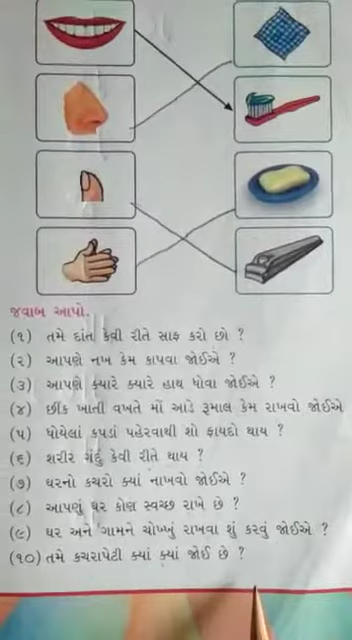 જવાબ આપો.
(૧) તમે દાંત કેવી રીતે સાફ કરો છો ?
(૨) આપણે નખ કેમ કાપવા જોઈએ ?
(૩) આપણે ક્યારે ક્યારે હાથ ધોવા જોઈએ ?
(૪) છીંક ખાતી વખતે મોં આડે રૂમાલ કેમ રાખવો જોઈએ
(૫) ધોયેલાં કપડાં પહેરવાથી શો ફાયદો થાય ?
(૬) શરીર ગંદું કેવી રીતે થાય ?
(૭) ઘરનો કચરો ક્યાં નાખવો જોઈએ ?
(૮) આપણું ઘર કોણ સ્વચ્છ રાખે છે ?
(૯) ઘર અને ગામને ચોખ્ખું રાખવા શું કરવું જોઈએ ?
(૧૦) તમે કચરાપેટી ક્યાં ક્યાં જોઈ છે ?